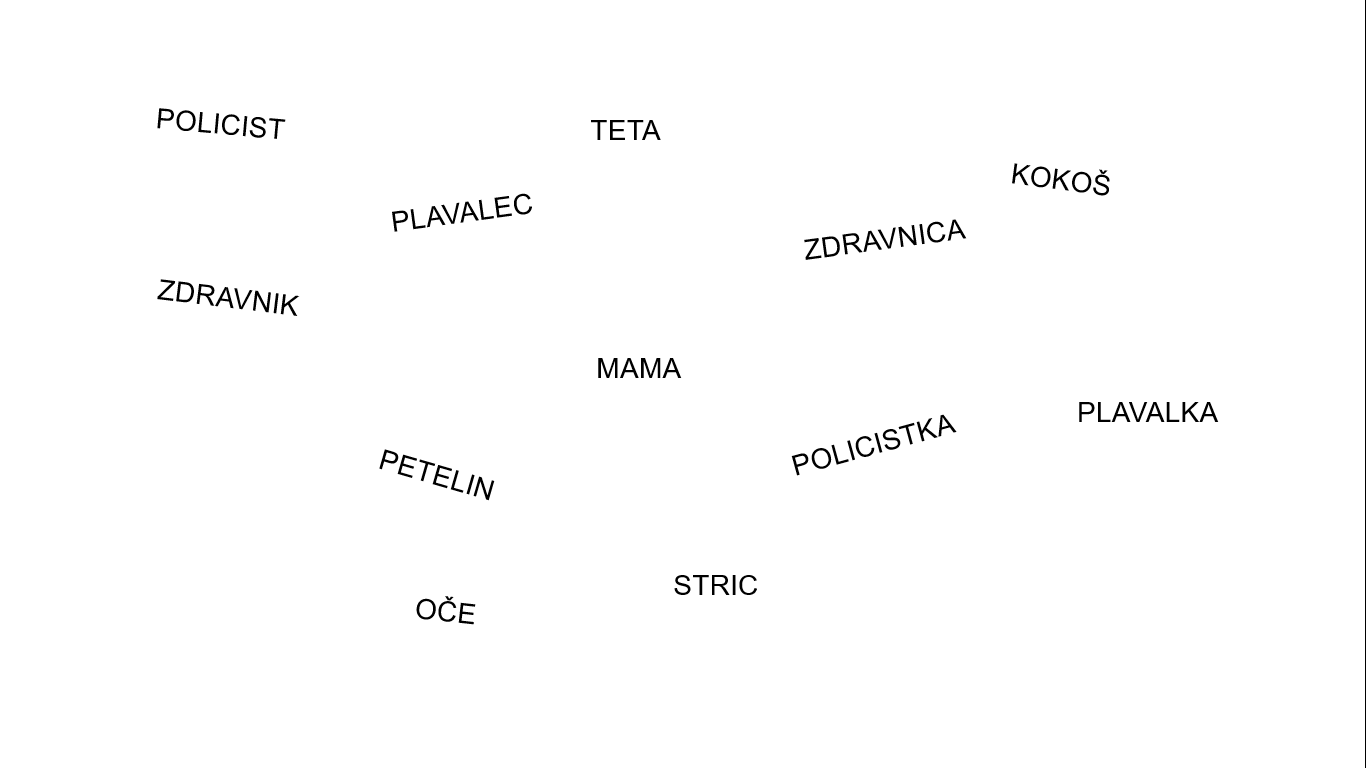 POLICIST
TETA
KOKOŠ
PLAVALEC
ZDRAVNICA
ZDRAVNIK
MAMA
PLAVALKA
POLICISTKA
PETELIN
STRIC
OČE